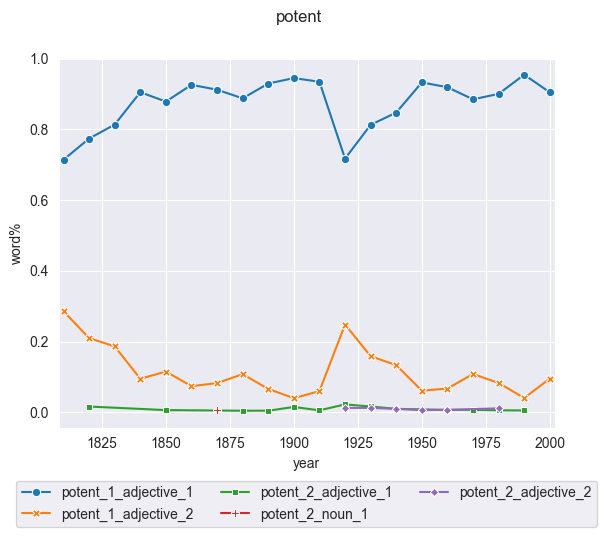 potent
1.0
0.8
0.6
0.4
0.2
0.0
word%
1825 1850 1875 1900 1925 1950 1975 2000
year
potent_1_adjective_1 potent_2_adjective_1 potent_2_adjective_2
potent_1_adjective_2 potent_2_noun_1